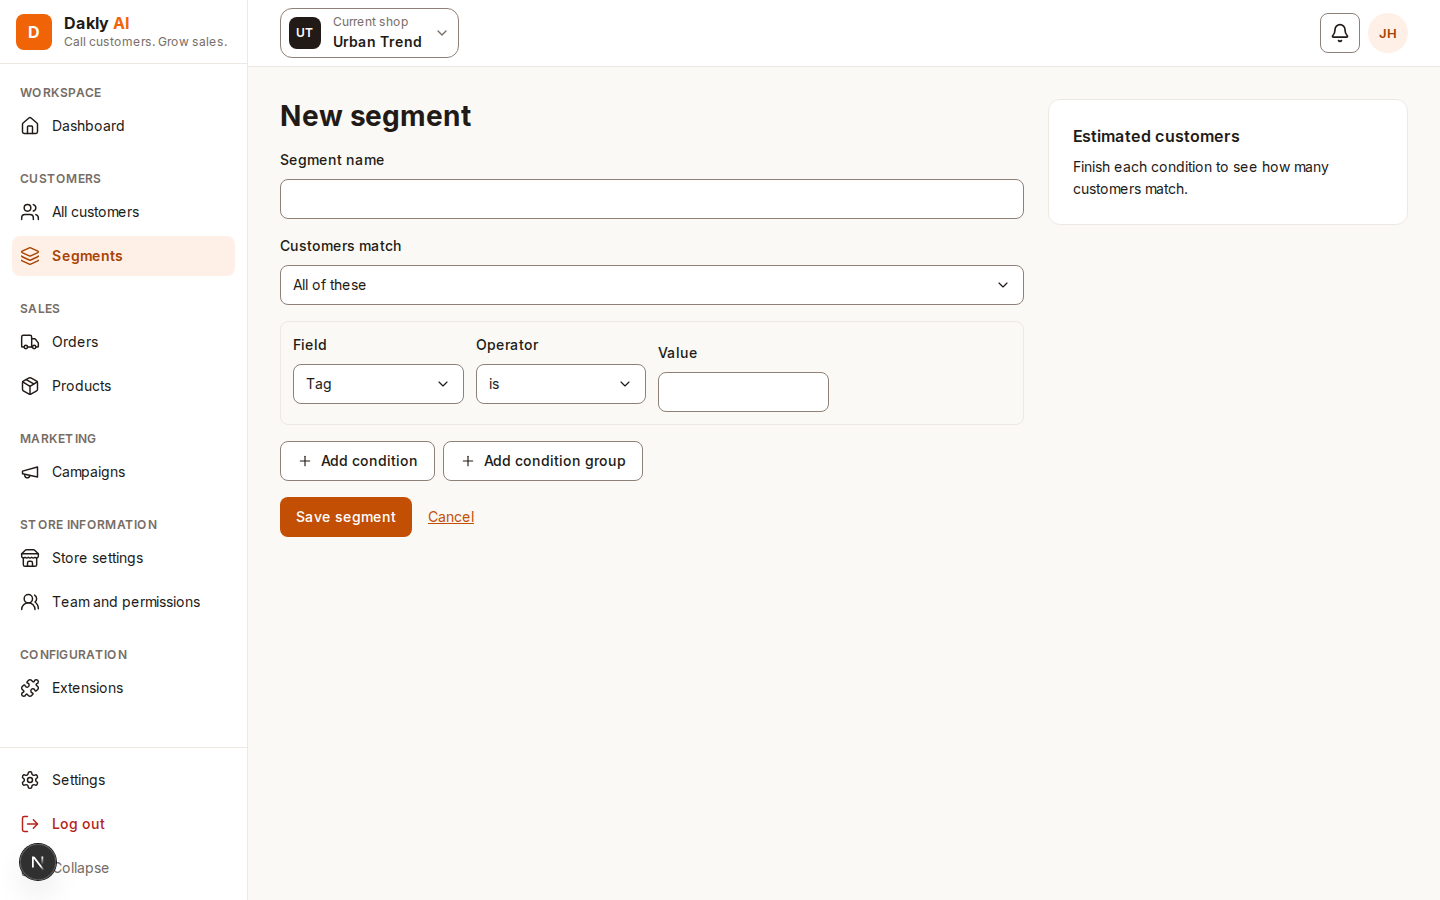 D
Dakly AI
Call customers. Grow sales.
WORKSPACE
Dashboard
CUSTOMERS
All customers
Segments
SALES
Orders
Products
MARKETING
Campaigns
STORE INFORMATION
Store settings
Team and permissions
CONFIGURATION
Extensions
Settings
Log out
N
Collapse
UT
Current shop
Urban Trend
JH
New segment
Segment name
Customers match
All of these
Field
Operator
Value
Tag
is
Add condition
Add condition group
Save segment
Cancel
Estimated customers
Finish each condition to see how many
customers match.